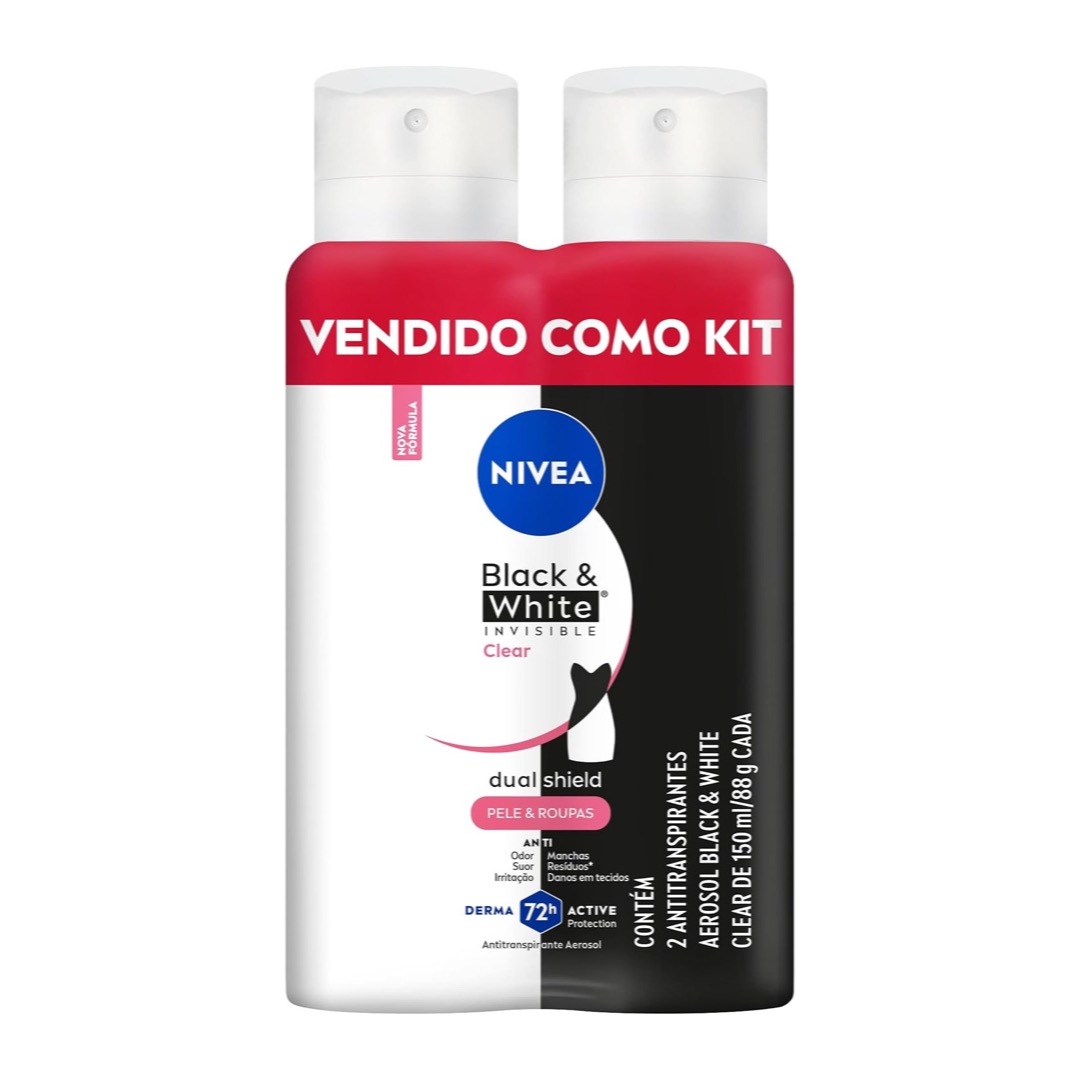 VENDIDO COMO KIT
NOVA
FÓRMULA
NIVEA
Black &
White®
INVISIBLE
Clear
dual shield
PELE & ROUPAS
ANTI
Odor Manchas
Suor Resíduos*
Irritação Danos em tecidos
DERMA 72h ACTIVE
Protection
Antitranspirante Aerosol
CONTÉM
2 ANTITRANSPIRANTES
AEROSOL BLACK & WHITE
CLEAR DE 150 ml/88 g CADA